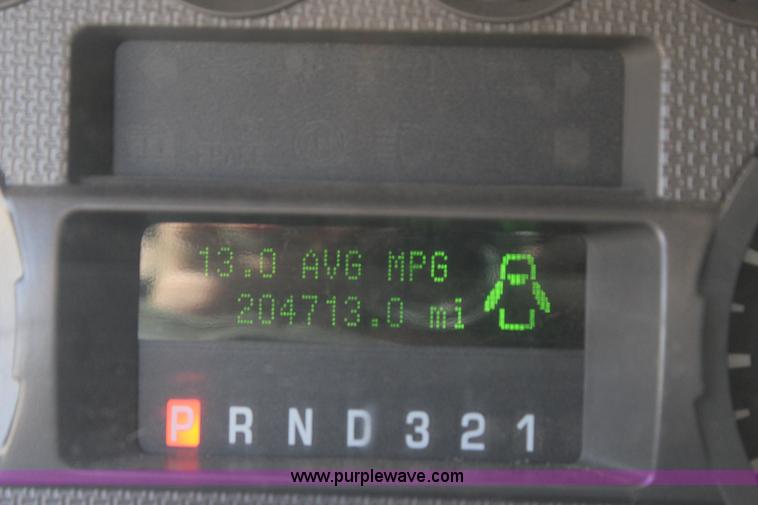 13.0 AVG MPG
204713.0 mi
P R N D 3 2 1
www.purplewave.com